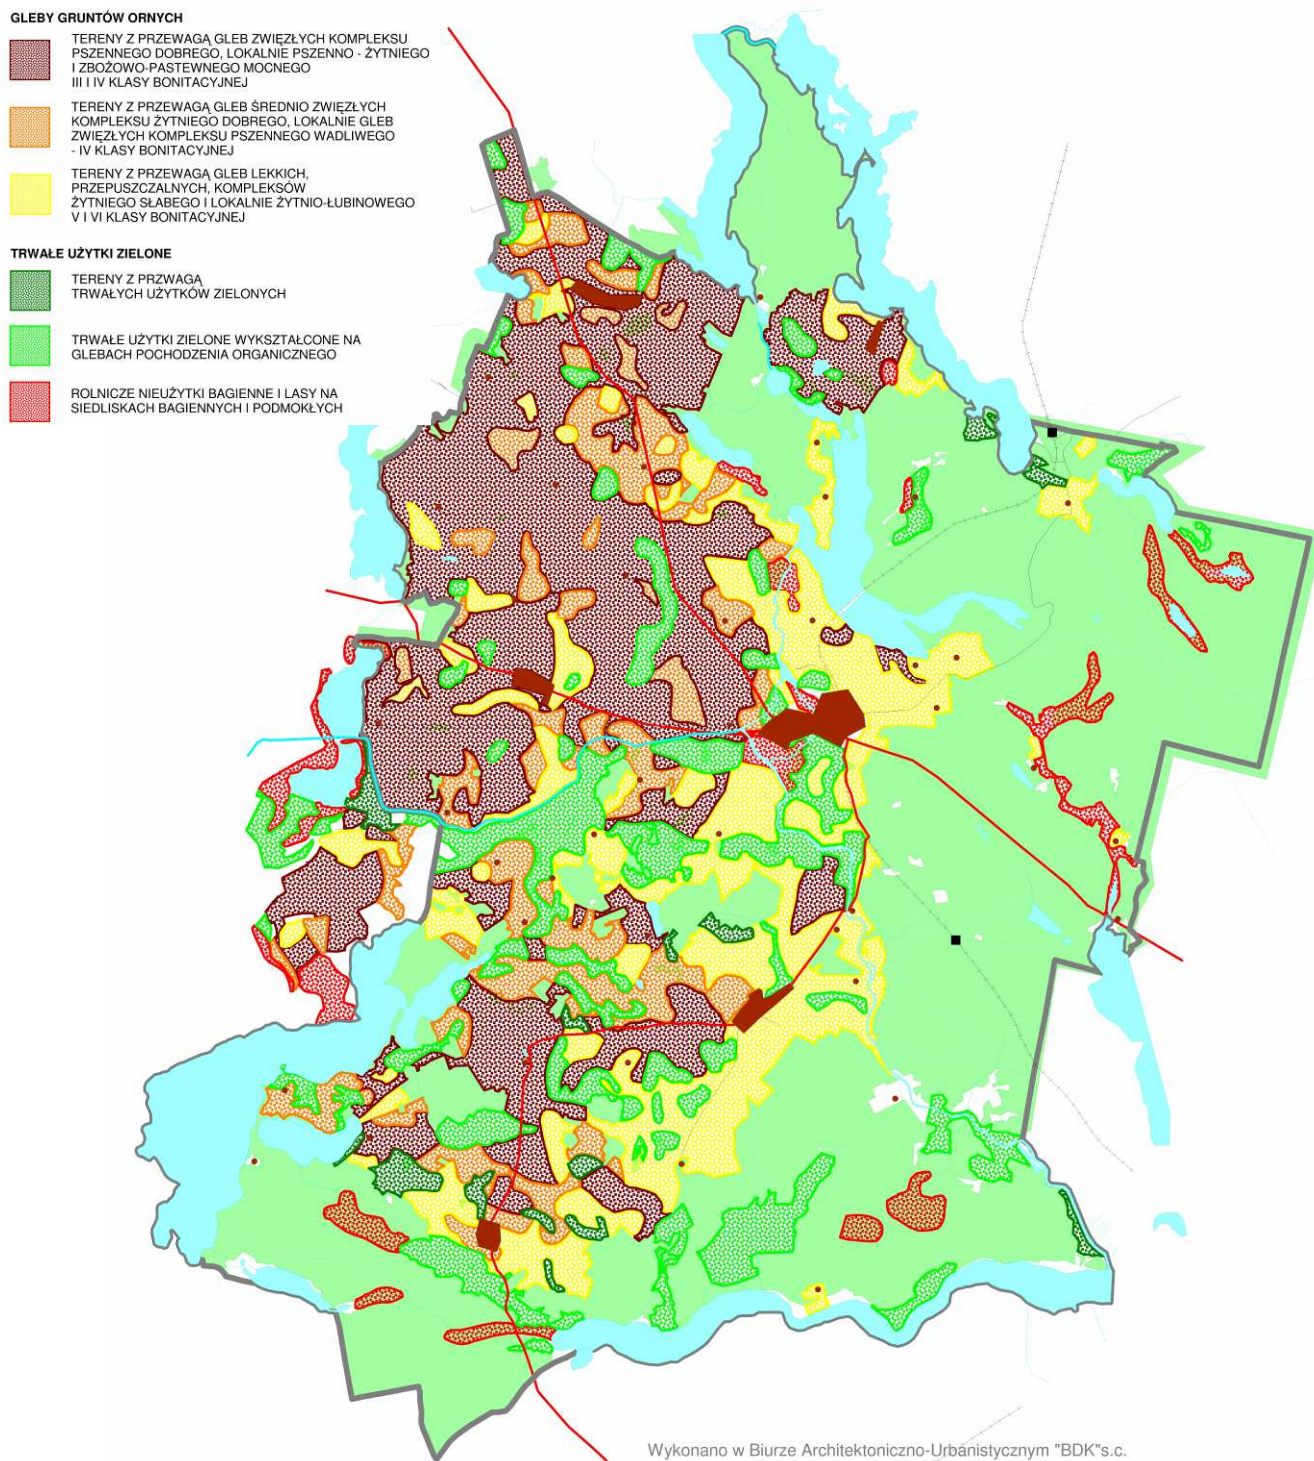 GLEBY GRUNTÓW ORNYCH
TERENY Z PRZEWAGĄ GLEB ZWIĘZŁYCH KOMPLEKSU
PSZENNEGO DOBREGO, LOKALNIE PSZENNO - ŻYTNIEGO
I ZBOŻOWO-PASTEWNEGO MOCNEGO
III I IV KLASY BONITACYJNEJ
TERENY Z PRZEWAGĄ GLEB ŚREDNIO ZWIĘZŁYCH
KOMPLEKSU ŻYTNIEGO DOBREGO, LOKALNIE GLEB
ZWIĘZŁYCH KOMPLEKSU PSZENNEGO WADLIWEGO
- IV KLASY BONITACYJNEJ
TERENY Z PRZEWAGĄ GLEB LEKKICH,
PRZEPUSZCZALNYCH, KOMPLEKSÓW
ŻYTNIEGO SŁABEGO I LOKALNIE ŻYTNIO-ŁUBINOWEGO
V I VI KLASY BONITACYJNEJ
TRWAŁE UŻYTKI ZIELONE
TERENY Z PRZWAGĄ
TRWAŁYCH UŻYTKÓW ZIELONYCH
TRWAŁE UŻYTKI ZIELONE WYKSZTAŁCONE NA
GLEBACH POCHODZENIA ORGANICZNEGO
ROLNICZE NIEUŻYTKI BAGIENNE I LASY NA
SIEDLISKACH BAGIENNYCH I PODMOKŁYCH
Wykonano w Biurze Architektoniczno-Urbanistycznym "BDK"s.c.